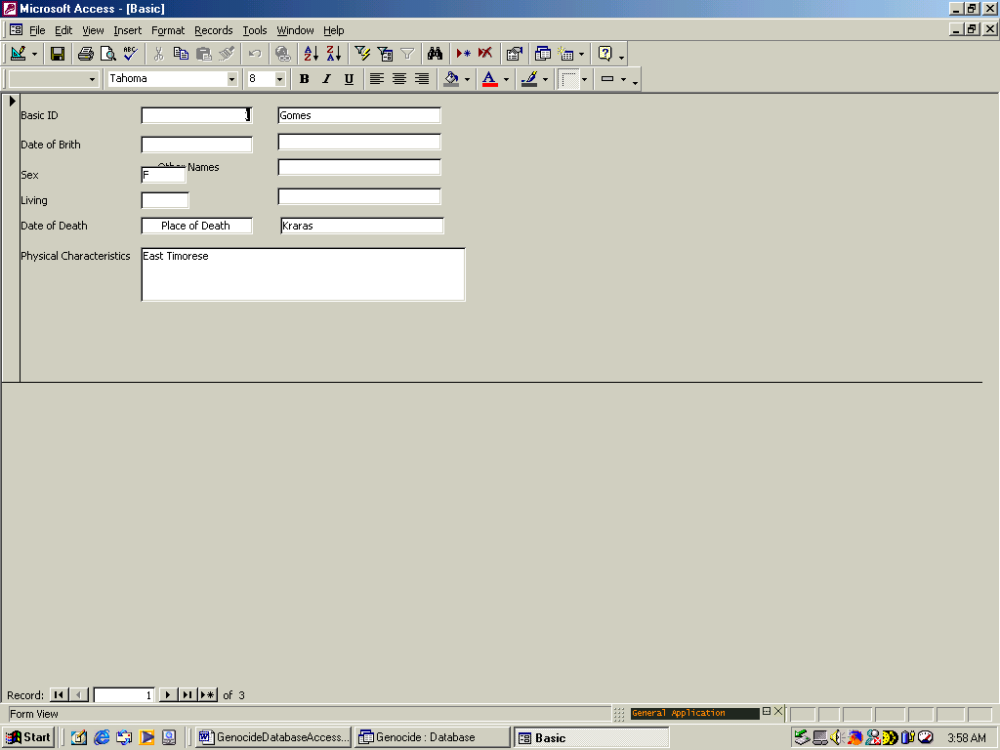 Microsoft Access - [Basic]
File Edit View Insert Format Records Tools Window Help
Tahoma 8 B I U
Basic ID Gomes
Date of Brith
Other Names
Sex F
Living
Date of Death Place of Death Kraras
Physical Characteristics East Timorese
Record: 1 of 3
Form View General Application
Start GenocideDatabaseAccess... Genocide : Database Basic 3:58 AM